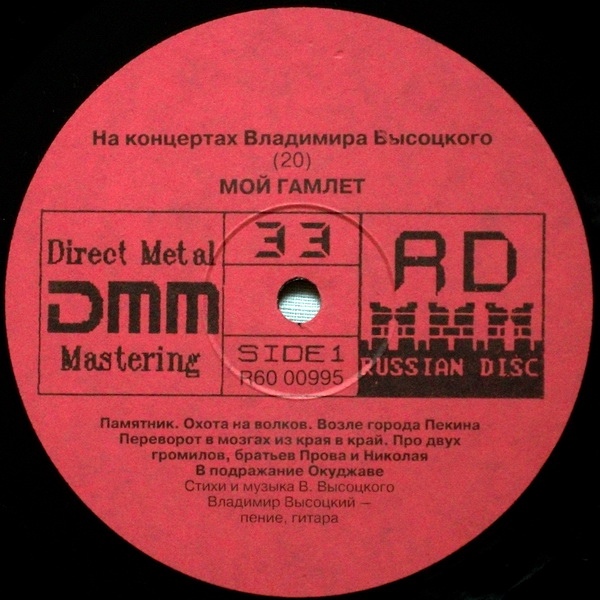 На концертах Владимира Высоцкого
(20)
МОЙ ГАМЛЕТ
Direct Metal
DMM
Mastering
33
SIDE 1
R60 00995
RD
RUSSIAN DISC
Памятник. Охота на волков. Возле города Пекина
Переворот в мозгах из края в край. Про двух
громилов, братьев Прова и Николая
В подражание Окуджаве
Стихи и музыка В. Высоцкого
Владимир Высоцкий —
пение, гитара